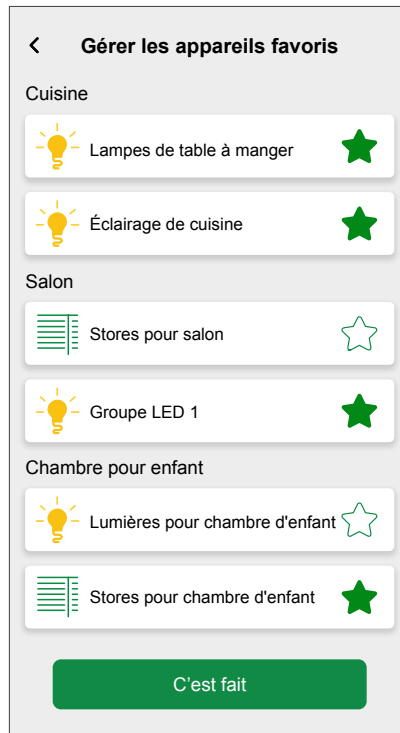 Gérer les appareils favoris
Cuisine
Lampes de table à manger
Éclairage de cuisine
Salon
Stores pour salon
Groupe LED 1
Chambre pour enfant
Lumières pour chambre d'enfant
Stores pour chambre d'enfant
C’est fait